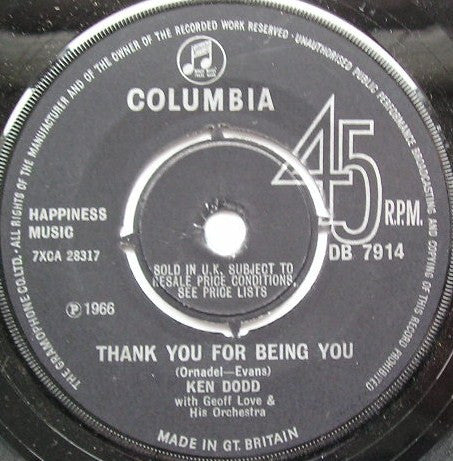 THE GRAMOPHONE CO. LTD. · ALL RIGHTS OF THE MANUFACTURER AND OF THE OWNER OF THE RECORDED WORK RESERVED · UNAUTHORISED PUBLIC PERFORMANCE BROADCASTING AND COPYING OF THIS RECORD PROHIBITED
COLUMBIA
45
R.P.M.
HAPPINESS
MUSIC
7XCA 28317
DB 7914
SOLD IN U.K. SUBJECT TO
RESALE PRICE CONDITIONS,
SEE PRICE LISTS
℗ 1966
THANK YOU FOR BEING YOU
(Ornadel—Evans)
KEN DODD
with Geoff Love &
His Orchestra
MADE IN GT. BRITAIN